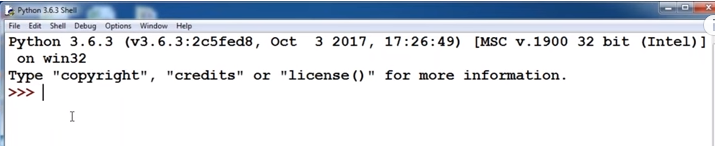 Python 3.6.3 Shell
File Edit Shell Debug Options Window Help
Python 3.6.3 (v3.6.3:2c5fed8, Oct  3 2017, 17:26:49) [MSC v.1900 32 bit (Intel)]
 on win32
Type "copyright", "credits" or "license()" for more information.
>>>